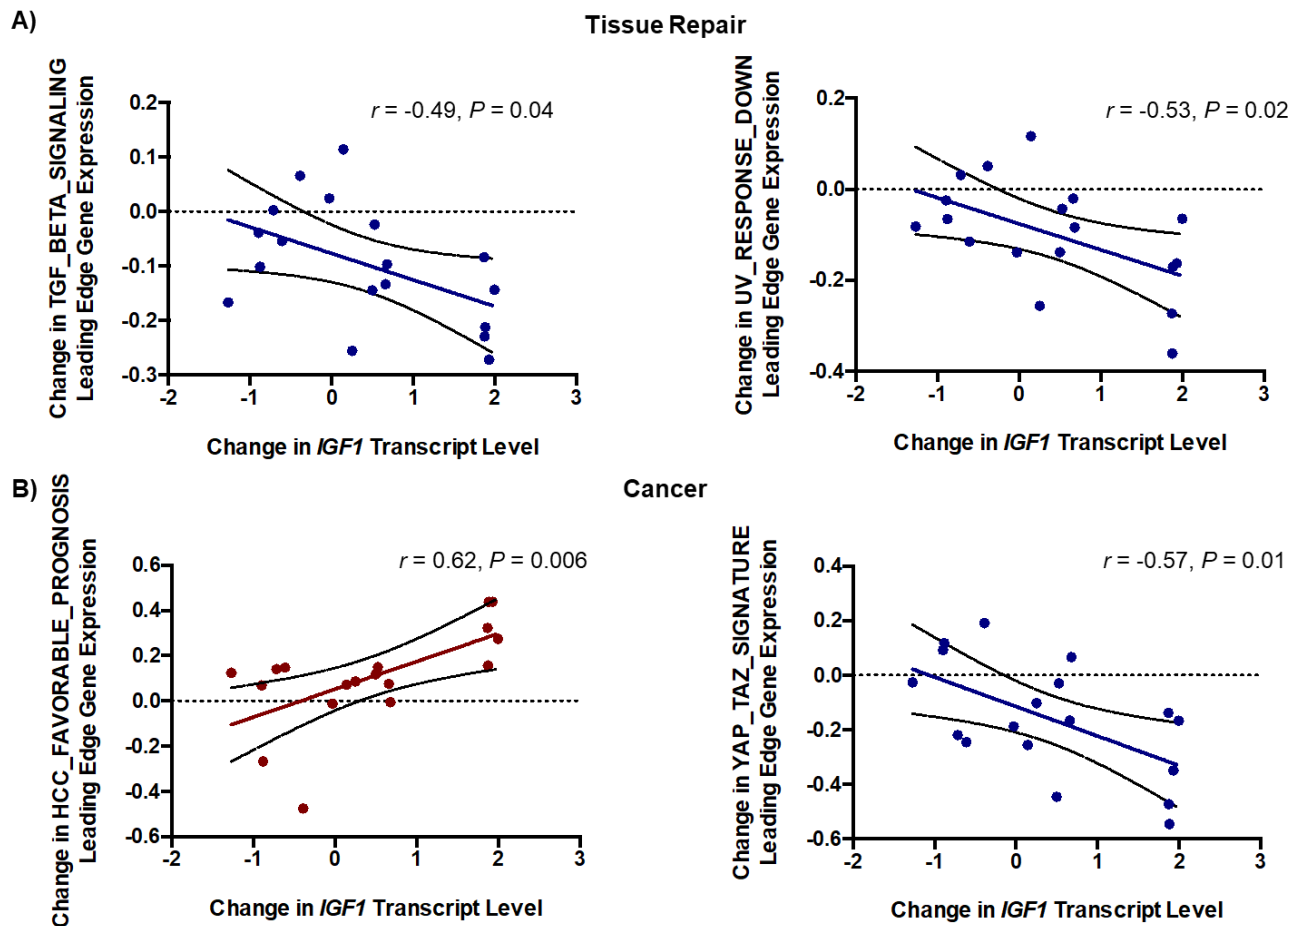 A)
Tissue Repair
Change in TGF_BETA_SIGNALING
Leading Edge Gene Expression
r = -0.49, P = 0.04
0.2
0.1
0.0
-0.1
-0.2
-0.3
-2
-1
0
1
2
3
Change in IGF1 Transcript Level
Change in UV_RESPONSE_DOWN
Leading Edge Gene Expression
r = -0.53, P = 0.02
0.2
0.0
-0.2
-0.4
-2
-1
0
1
2
3
Change in IGF1 Transcript Level
B)
Cancer
Change in HCC_FAVORABLE_PROGNOSIS
Leading Edge Gene Expression
r = 0.62, P = 0.006
0.6
0.4
0.2
0.0
-0.2
-0.4
-0.6
-2
-1
0
1
2
3
Change in IGF1 Transcript Level
Change in YAP_TAZ_SIGNATURE
Leading Edge Gene Expression
r = -0.57, P = 0.01
0.4
0.2
0.0
-0.2
-0.4
-0.6
-2
-1
0
1
2
3
Change in IGF1 Transcript Level